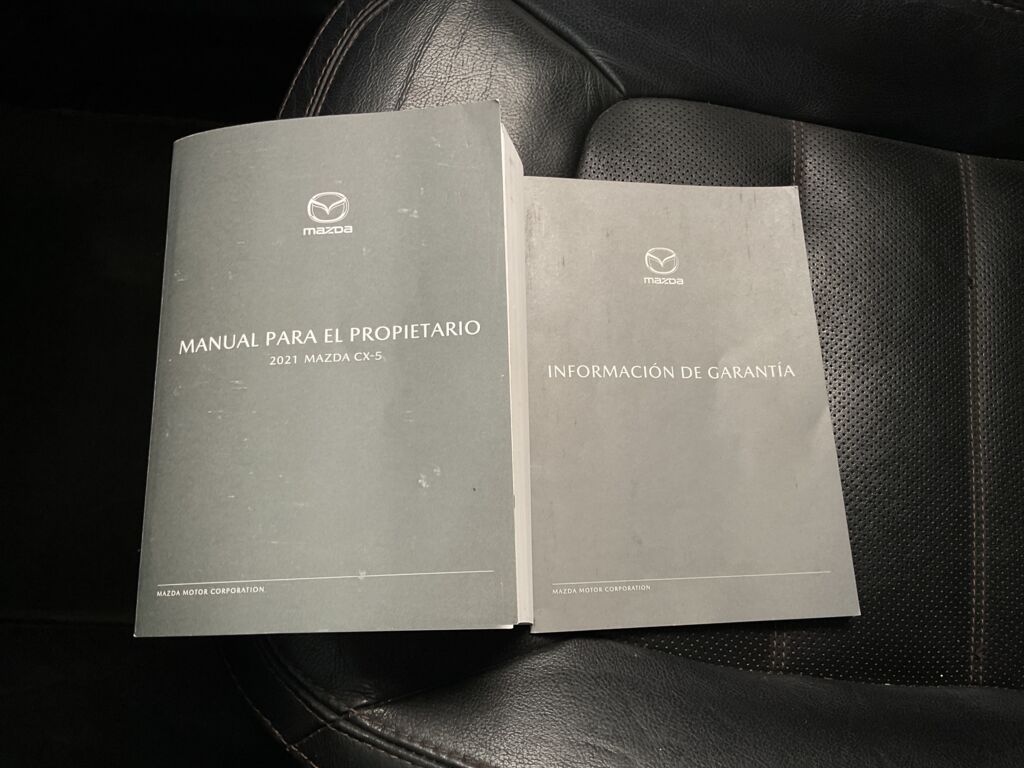 mazda
MANUAL PARA EL PROPIETARIO
2021 MAZDA CX-5
MAZDA MOTOR CORPORATION
mazda
INFORMACIÓN DE GARANTÍA
MAZDA MOTOR CORPORATION